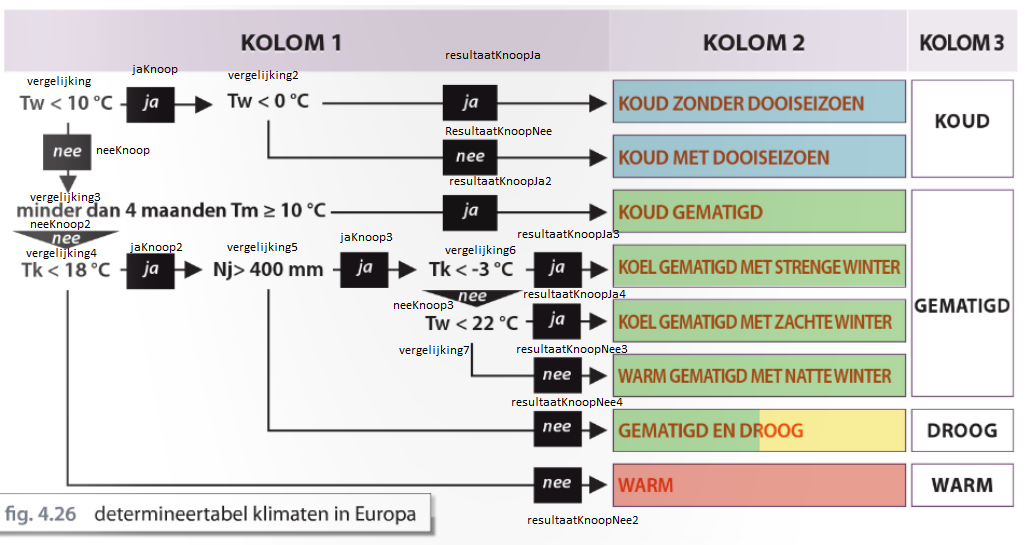 KOLOM 1
KOLOM 2
KOLOM 3
resultaatKnoopJa
jaKnoop
vergelijking
vergelijking2
Tw < 10 °C
ja
Tw < 0 °C
ja
KOUD ZONDER DOOISEIZOEN
KOUD
ResultaatKnoopNee
nee
neeKnoop
nee
KOUD MET DOOISEIZOEN
resultaatKnoopJa2
vergelijking3
minder dan 4 maanden Tm ≥ 10 °C
ja
KOUD GEMATIGD
neeKnoop2
nee
resultaatKnoopJa3
vergelijking4
jaKnoop2
vergelijking5
jaKnoop3
vergelijking6
Tk < 18 °C
ja
Nj> 400 mm
ja
Tk < -3 °C
ja
KOEL GEMATIGD MET STRENGE WINTER
nee
resultaatKnoopJa4
neeKnoop3
GEMATIGD
Tw < 22 °C
ja
KOEL GEMATIGD MET ZACHTE WINTER
vergelijking7
resultaatKnoopNee3
nee
WARM GEMATIGD MET NATTE WINTER
resultaatKnoopNee4
nee
GEMATIGD EN DROOG
DROOG
nee
WARM
WARM
resultaatKnoopNee2
fig. 4.26 determineertabel klimaten in Europa